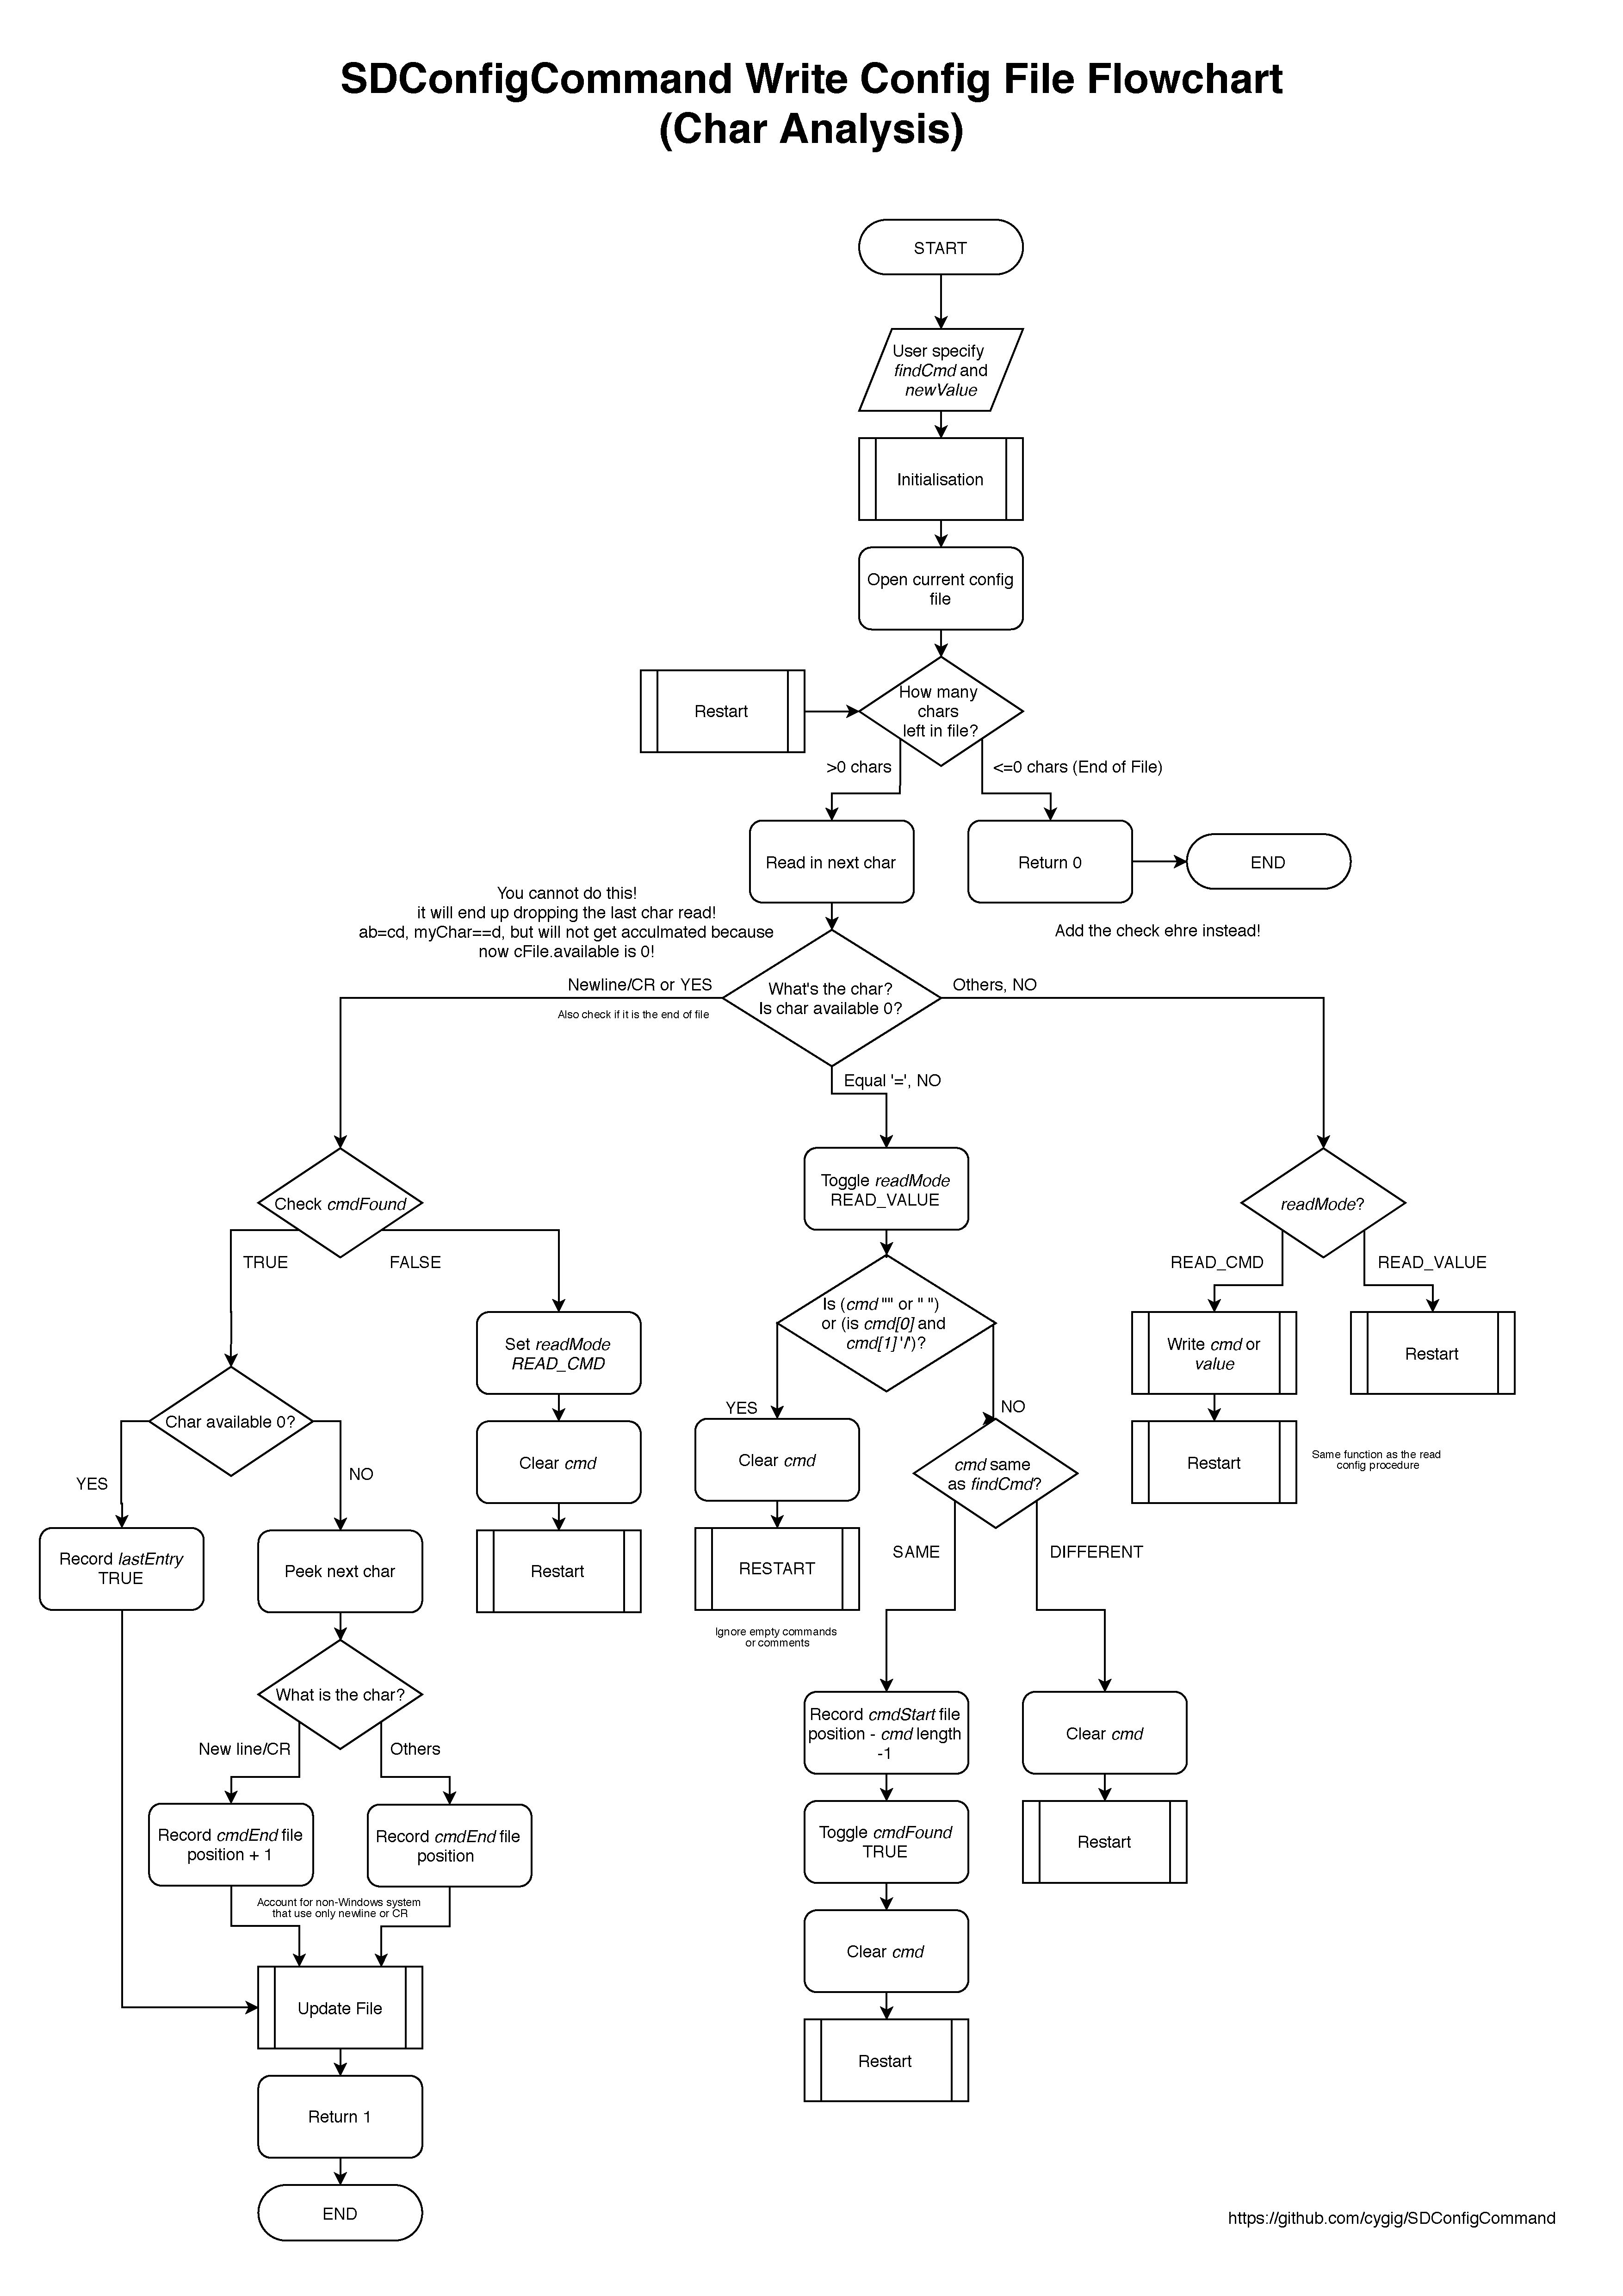 SDConfigCommand Write Config File Flowchart
(Char Analysis)
START
User specify
findCmd and
newValue
Initialisation
Open current config
file
Restart
How many
chars
left in file?
>0 chars
<=0 chars (End of File)
Read in next char
Return 0
END
You cannot do this!
it will end up dropping the last char read!
ab=cd, myChar==d, but will not get acculmated because
now cFile.available is 0!
Add the check ehre instead!
Newline/CR or YES
Also check if it is the end of file
What's the char?
Is char available 0?
Others, NO
Equal '=', NO
Check cmdFound
TRUE
FALSE
Toggle readMode
READ_VALUE
readMode?
READ_CMD
READ_VALUE
Set readMode
READ_CMD
Is (cmd "" or " ")
or (is cmd[0] and
cmd[1] '/')?
Write cmd or
value
Restart
Char available 0?
YES
NO
Clear cmd
YES
NO
Clear cmd
cmd same
as findCmd?
Restart
Same function as the read
config procedure
Record lastEntry
TRUE
Peek next char
Restart
RESTART
Ignore empty commands
or comments
SAME
DIFFERENT
What is the char?
New line/CR
Others
Record cmdStart file
position - cmd length
-1
Clear cmd
Record cmdEnd file
position + 1
Record cmdEnd file
position
Toggle cmdFound
TRUE
Restart
Account for non-Windows system
that use only newline or CR
Clear cmd
Update File
Restart
Return 1
END
https://github.com/cygig/SDConfigCommand